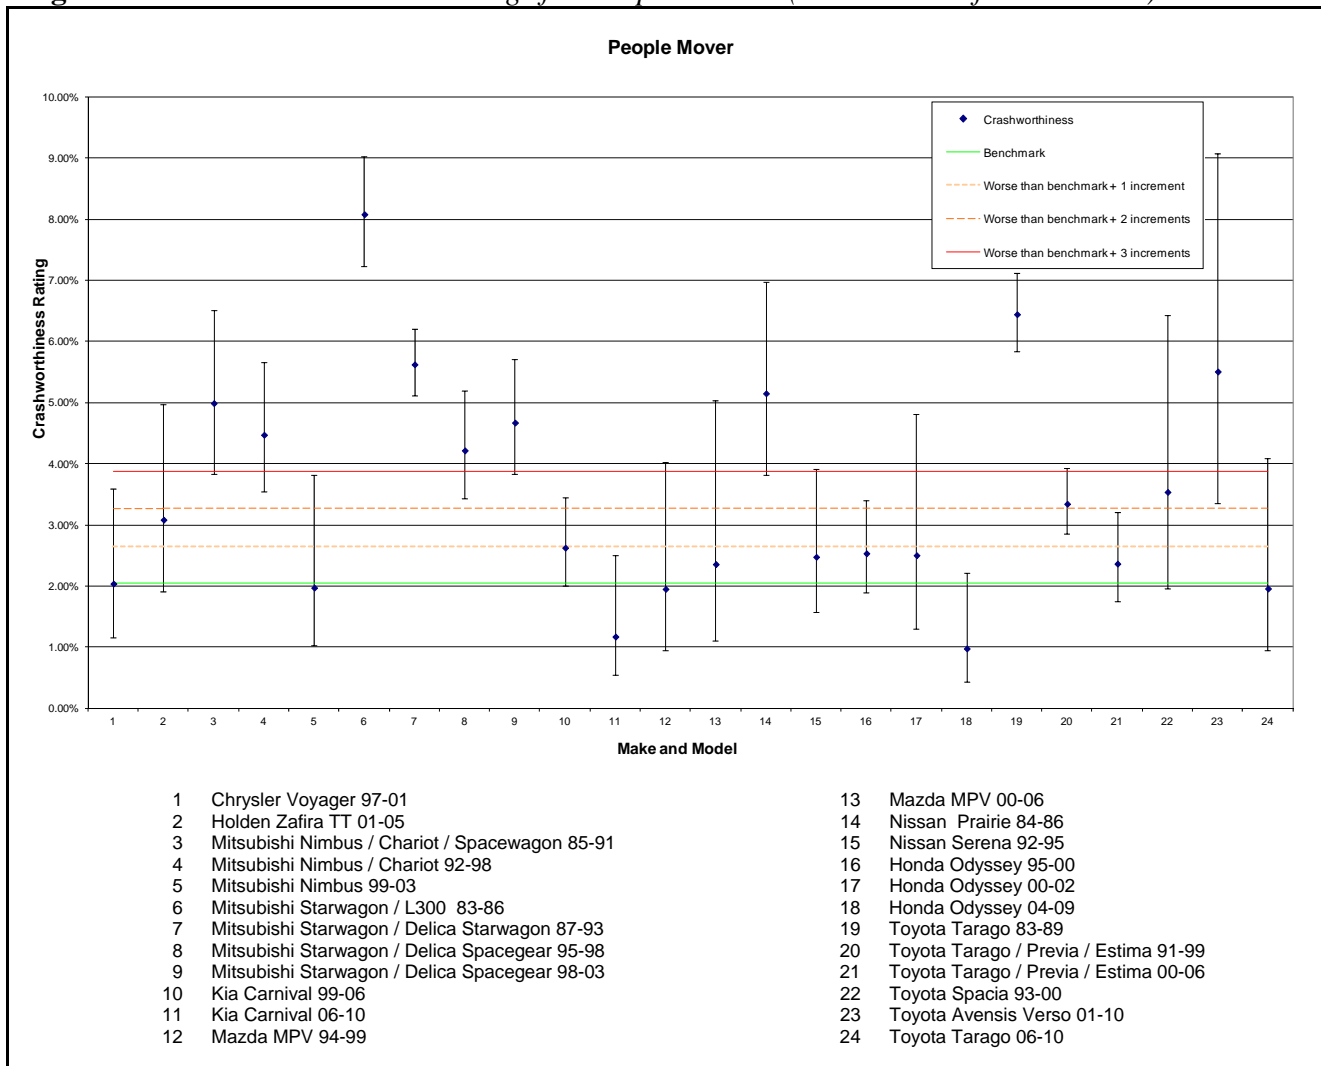 People Mover
10.00%
9.00%
8.00%
7.00%
6.00%
5.00%
4.00%
3.00%
2.00%
1.00%
0.00%
Crashworthiness Rating
Crashworthiness
Benchmark
Worse than benchmark + 1 increment
Worse than benchmark + 2 increments
Worse than benchmark + 3 increments
1 2 3 4 5 6 7 8 9 10 11 12 13 14 15 16 17 18 19 20 21 22 23 24
Make and Model
1 Chrysler Voyager 97-01
2 Holden Zafira TT 01-05
3 Mitsubishi Nimbus / Chariot / Spacewagon 85-91
4 Mitsubishi Nimbus / Chariot 92-98
5 Mitsubishi Nimbus 99-03
6 Mitsubishi Starwagon / L300 83-86
7 Mitsubishi Starwagon / Delica Starwagon 87-93
8 Mitsubishi Starwagon / Delica Spacegear 95-98
9 Mitsubishi Starwagon / Delica Spacegear 98-03
10 Kia Carnival 99-06
11 Kia Carnival 06-10
12 Mazda MPV 94-99
13 Mazda MPV 00-06
14 Nissan Prairie 84-86
15 Nissan Serena 92-95
16 Honda Odyssey 95-00
17 Honda Odyssey 00-02
18 Honda Odyssey 04-09
19 Toyota Tarago 83-89
20 Toyota Tarago / Previa / Estima 91-99
21 Toyota Tarago / Previa / Estima 00-06
22 Toyota Spacia 93-00
23 Toyota Avensis Verso 01-10
24 Toyota Tarago 06-10